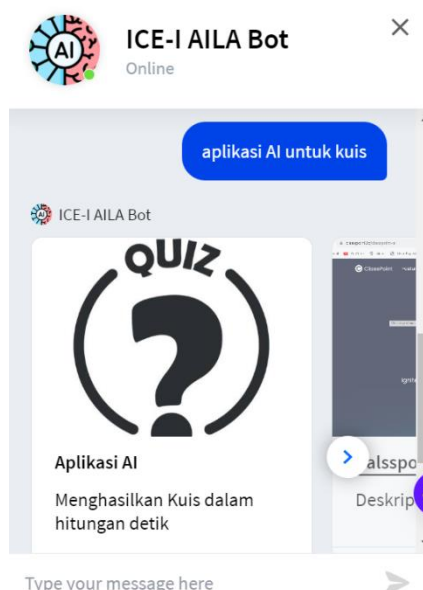 AI
ICE-I AILA Bot
Online
aplikasi AI untuk kuis
ICE-I AILA Bot
QUIZ
?
ClassPoint
Aplikasi AI
Menghasilkan Kuis dalam
hitungan detik
alsspo
Deskrip
Type your message here